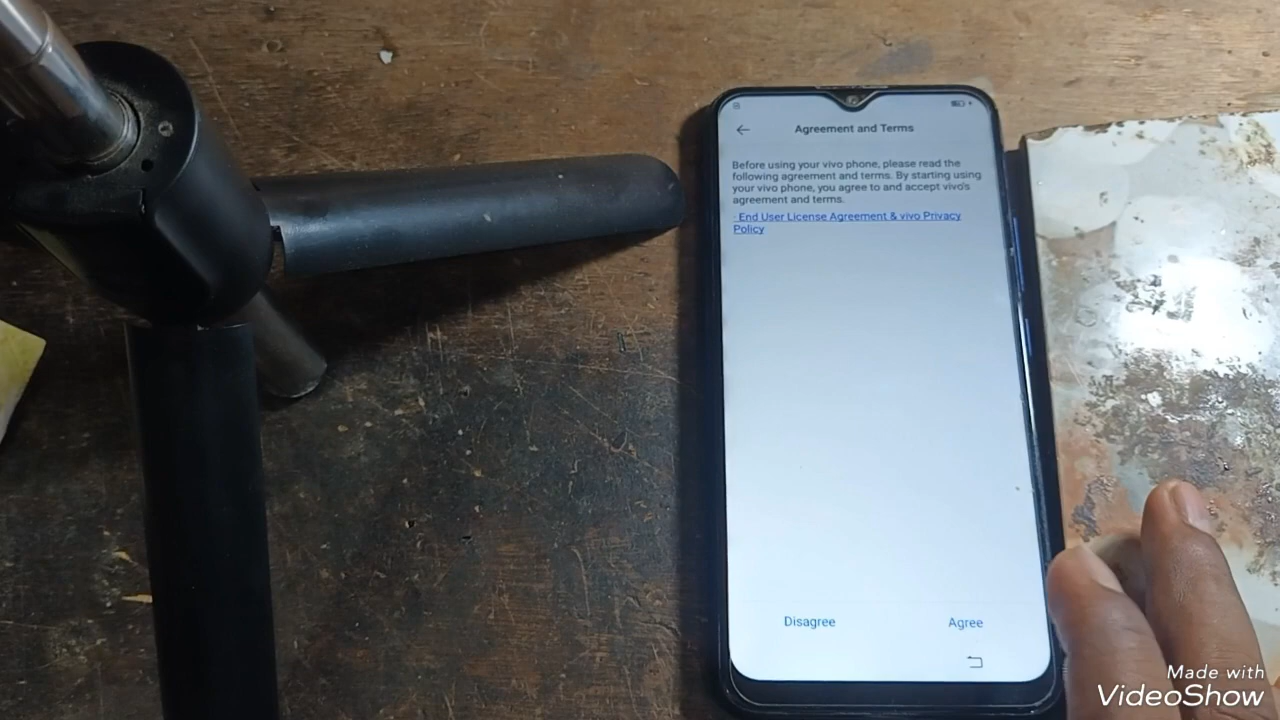 Agreement and Terms
Before using your vivo phone, please read the
following agreement and terms. By starting using
your vivo phone, you agree to and accept vivo's
agreement and terms.
· End User License Agreement & vivo Privacy
Policy
Disagree
Agree
Made with
VideoShow